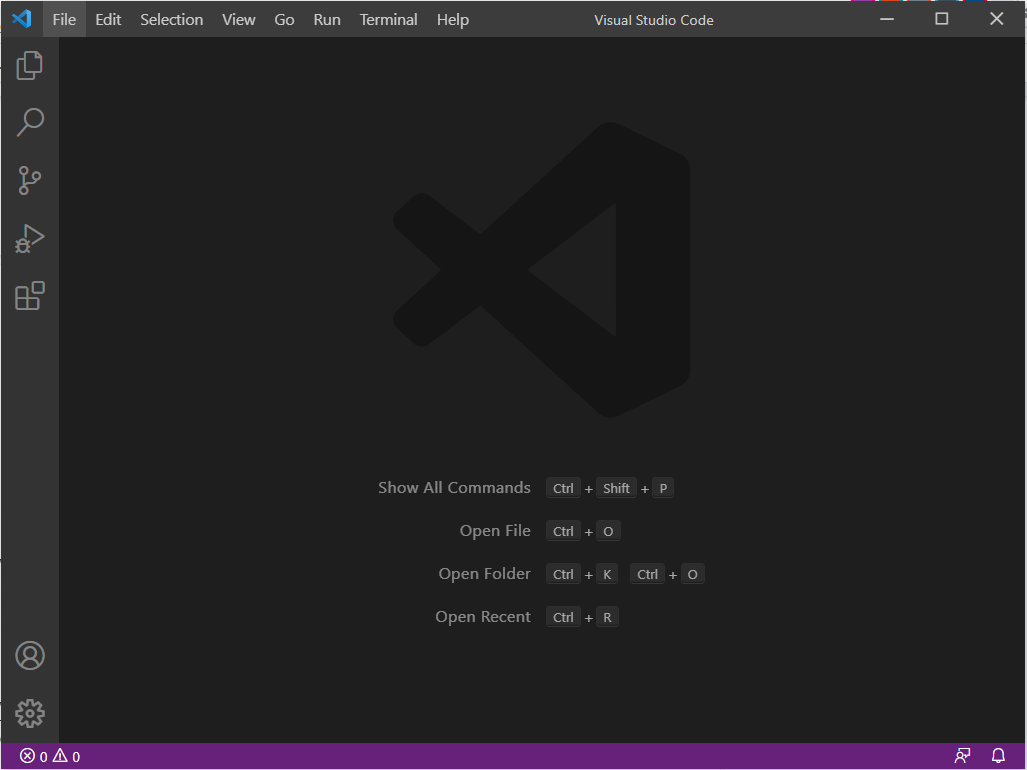 File Edit Selection View Go Run Terminal Help Visual Studio Code
Show All Commands Ctrl + Shift + P
Open File Ctrl + O
Open Folder Ctrl + K Ctrl + O
Open Recent Ctrl + R
0 0